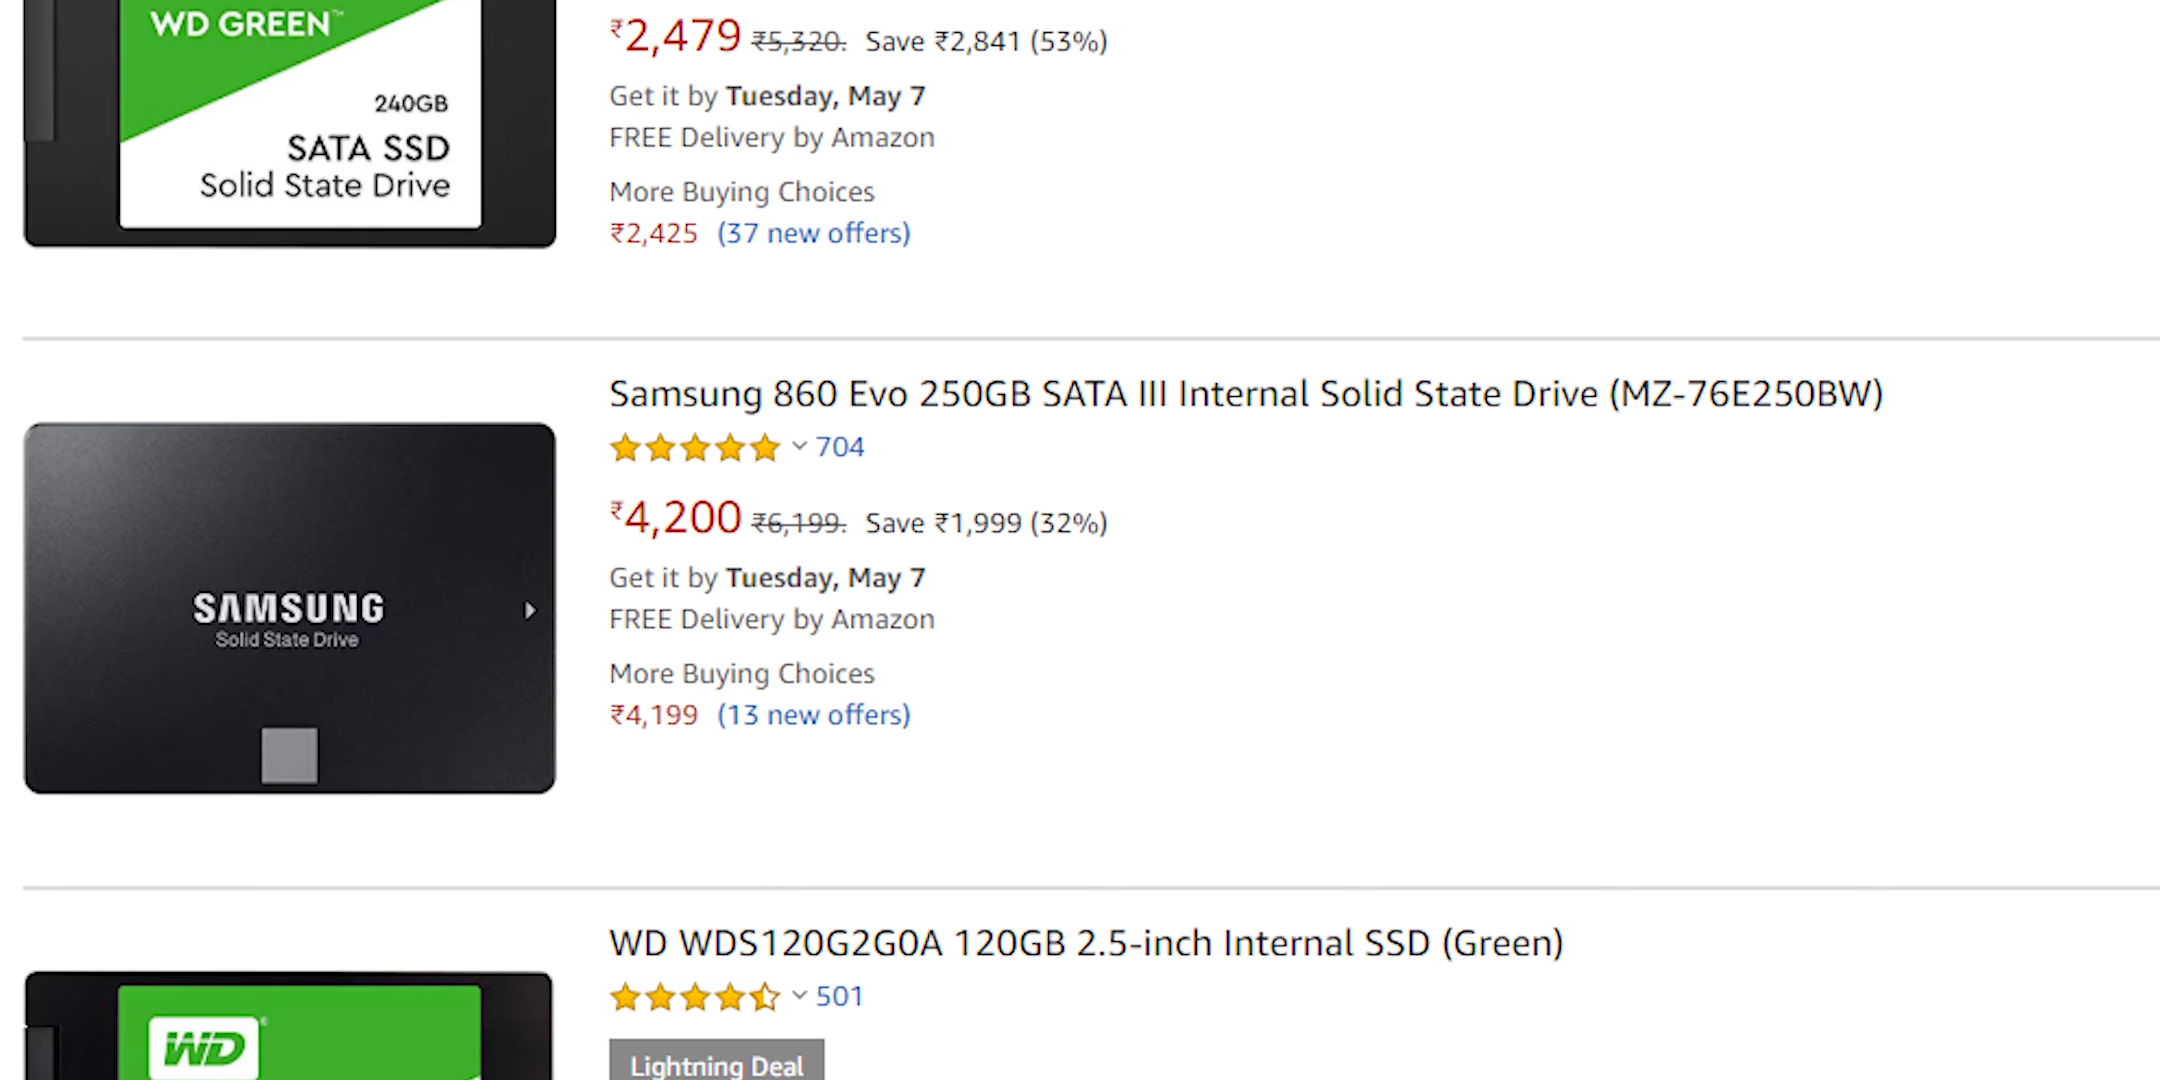 WD GREEN™
240GB
SATA SSD
Solid State Drive
₹2,479 ₹5,320. Save ₹2,841 (53%)
Get it by Tuesday, May 7
FREE Delivery by Amazon
More Buying Choices
₹2,425 (37 new offers)
Samsung 860 Evo 250GB SATA III Internal Solid State Drive (MZ-76E250BW)
704
SAMSUNG
Solid State Drive
₹4,200 ₹6,199. Save ₹1,999 (32%)
Get it by Tuesday, May 7
FREE Delivery by Amazon
More Buying Choices
₹4,199 (13 new offers)
WD WDS120G2G0A 120GB 2.5-inch Internal SSD (Green)
501
WD®
Lightning Deal